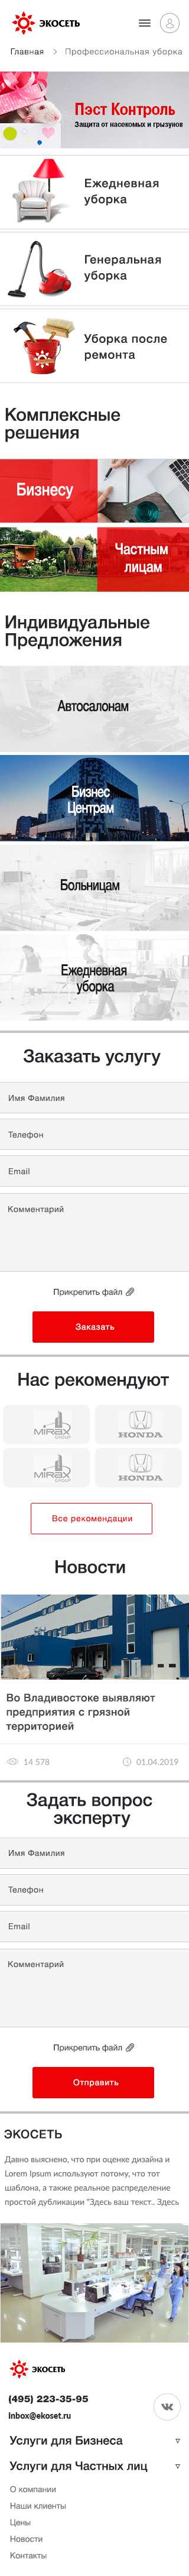 ЭКОСЕТЬ
Главная > Профессиональная уборка
Пэст Контроль
Защита от насекомых и грызунов
Ежедневная
уборка
Генеральная
уборка
Уборка после
ремонта
Комплексные
решения
Бизнесу
Частным
лицам
Индивидуальные
Предложения
Автосалонам
Бизнес
Центрам
Больницам
Ежедневная
уборка
Заказать услугу
Имя Фамилия
Телефон
Email
Комментарий
Прикрепить файл
Заказать
Нас рекомендуют
MIRAX
GROUP
HONDA
MIRAX
GROUP
HONDA
Все рекомендации
Новости
Во Владивостоке выявляют
предприятия с грязной
территорией
14 578
01.04.2019
Задать вопрос
эксперту
Имя Фамилия
Телефон
Email
Комментарий
Прикрепить файл
Отправить
ЭКОСЕТЬ
Давно выяснено, что при оценке дизайна и
Lorem Ipsum используют потому, что тот
шаблона, а также реальное распределение
простой дубликации "Здесь ваш текст.. Здесь
ЭКОСЕТЬ
(495) 223-35-95
Inbox@ekoset.ru
Услуги для Бизнеса
Услуги для Частных лиц
О компании
Наши клиенты
Цены
Новости
Контакты